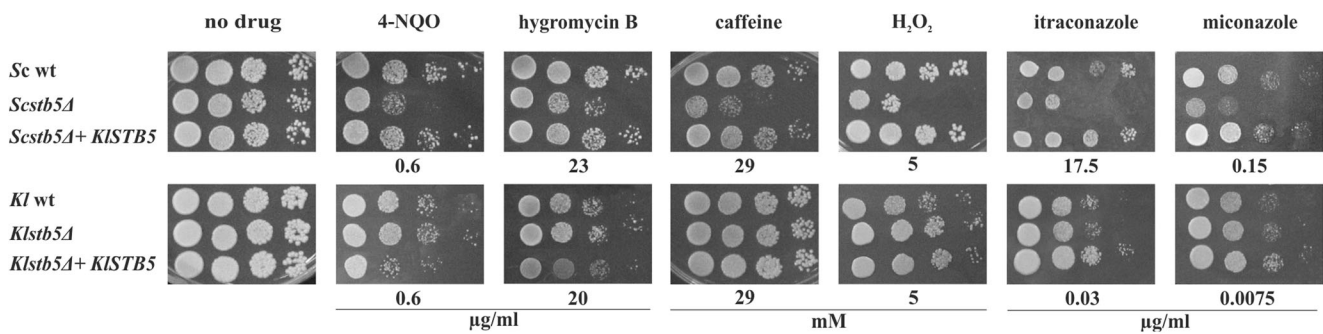 no drug 4-NQO hygromycin B caffeine H₂O₂ itraconazole miconazole
Sc wt
Scstb5Δ
Scstb5Δ+ KlSTB5
0.6 23 29 5 17.5 0.15
Kl wt
Klstb5Δ
Klstb5Δ+ KlSTB5
0.6 20 29 5 0.03 0.0075
µg/ml mM µg/ml